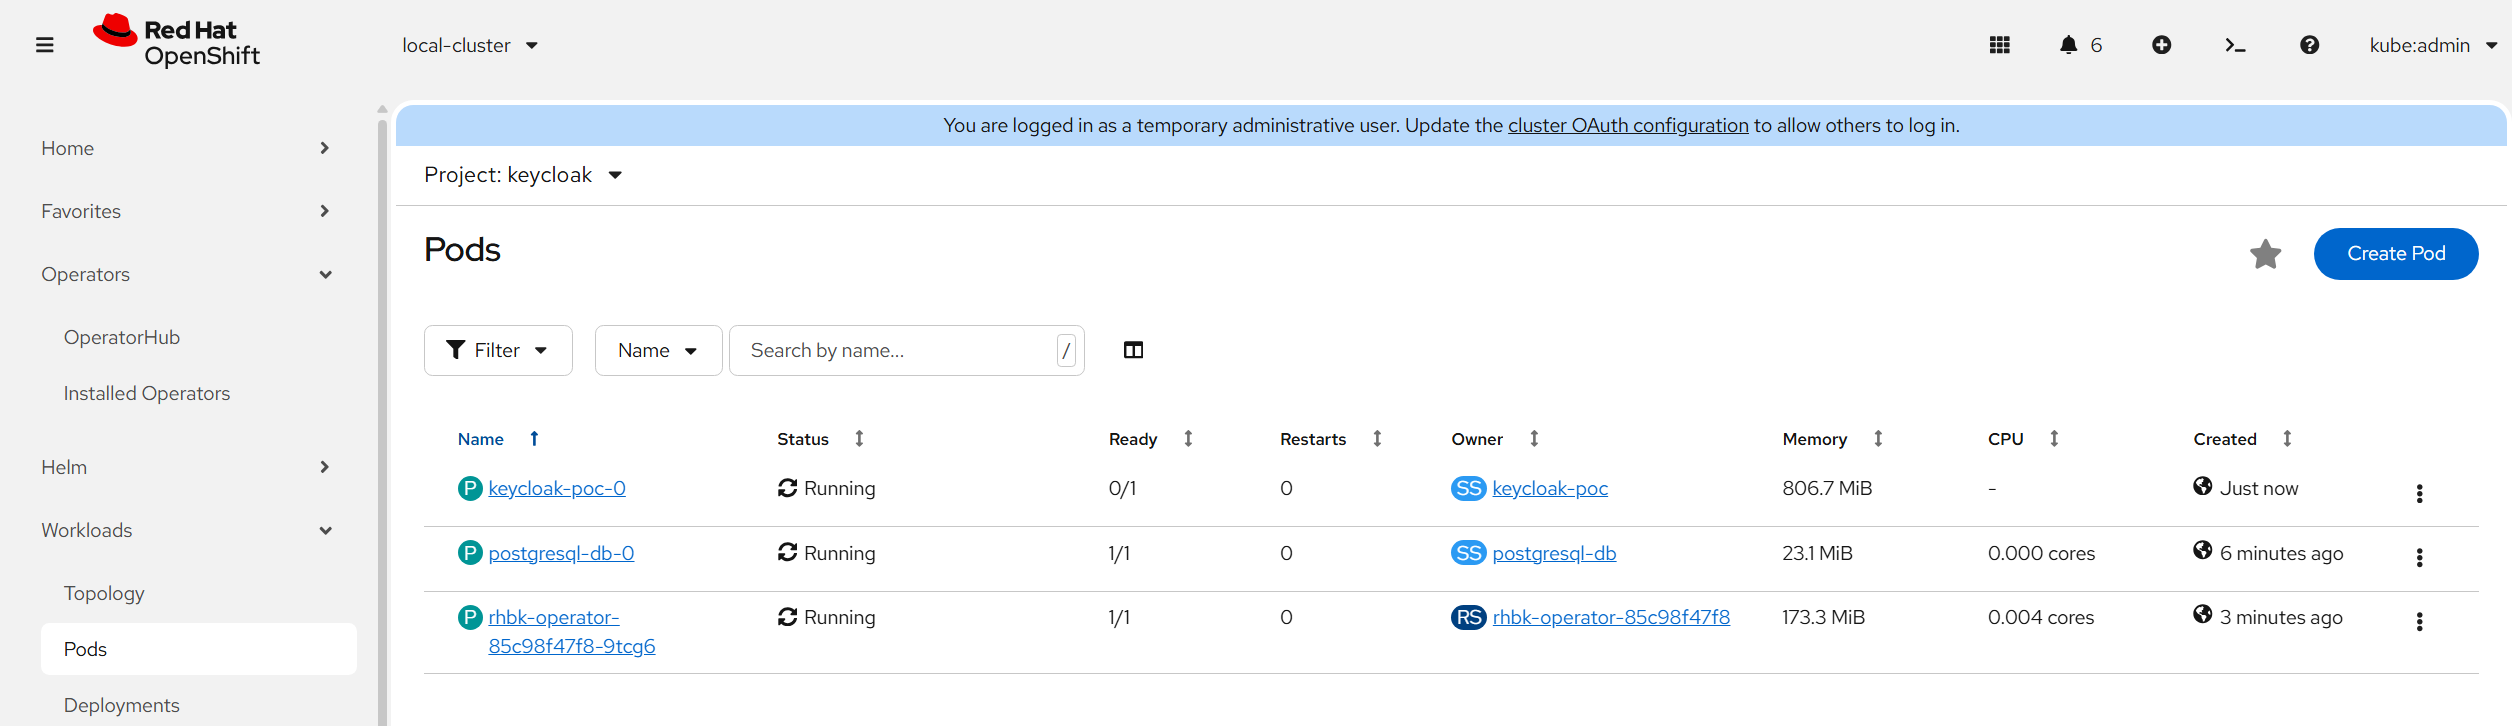 Red Hat
OpenShift
local-cluster
6
kube:admin
You are logged in as a temporary administrative user. Update the cluster OAuth configuration to allow others to log in.
Home
Favorites
Operators
OperatorHub
Installed Operators
Helm
Workloads
Topology
Pods
Deployments
Project: keycloak
Pods
Create Pod
Filter
Name
Search by name...
/
Name Status Ready Restarts Owner Memory CPU Created
P keycloak-poc-0 Running 0/1 0 SS keycloak-poc 806.7 MiB - Just now
P postgresql-db-0 Running 1/1 0 SS postgresql-db 23.1 MiB 0.000 cores 6 minutes ago
P rhbk-operator- Running 1/1 0 RS rhbk-operator-85c98f47f8 173.3 MiB 0.004 cores 3 minutes ago
85c98f47f8-9tcg6